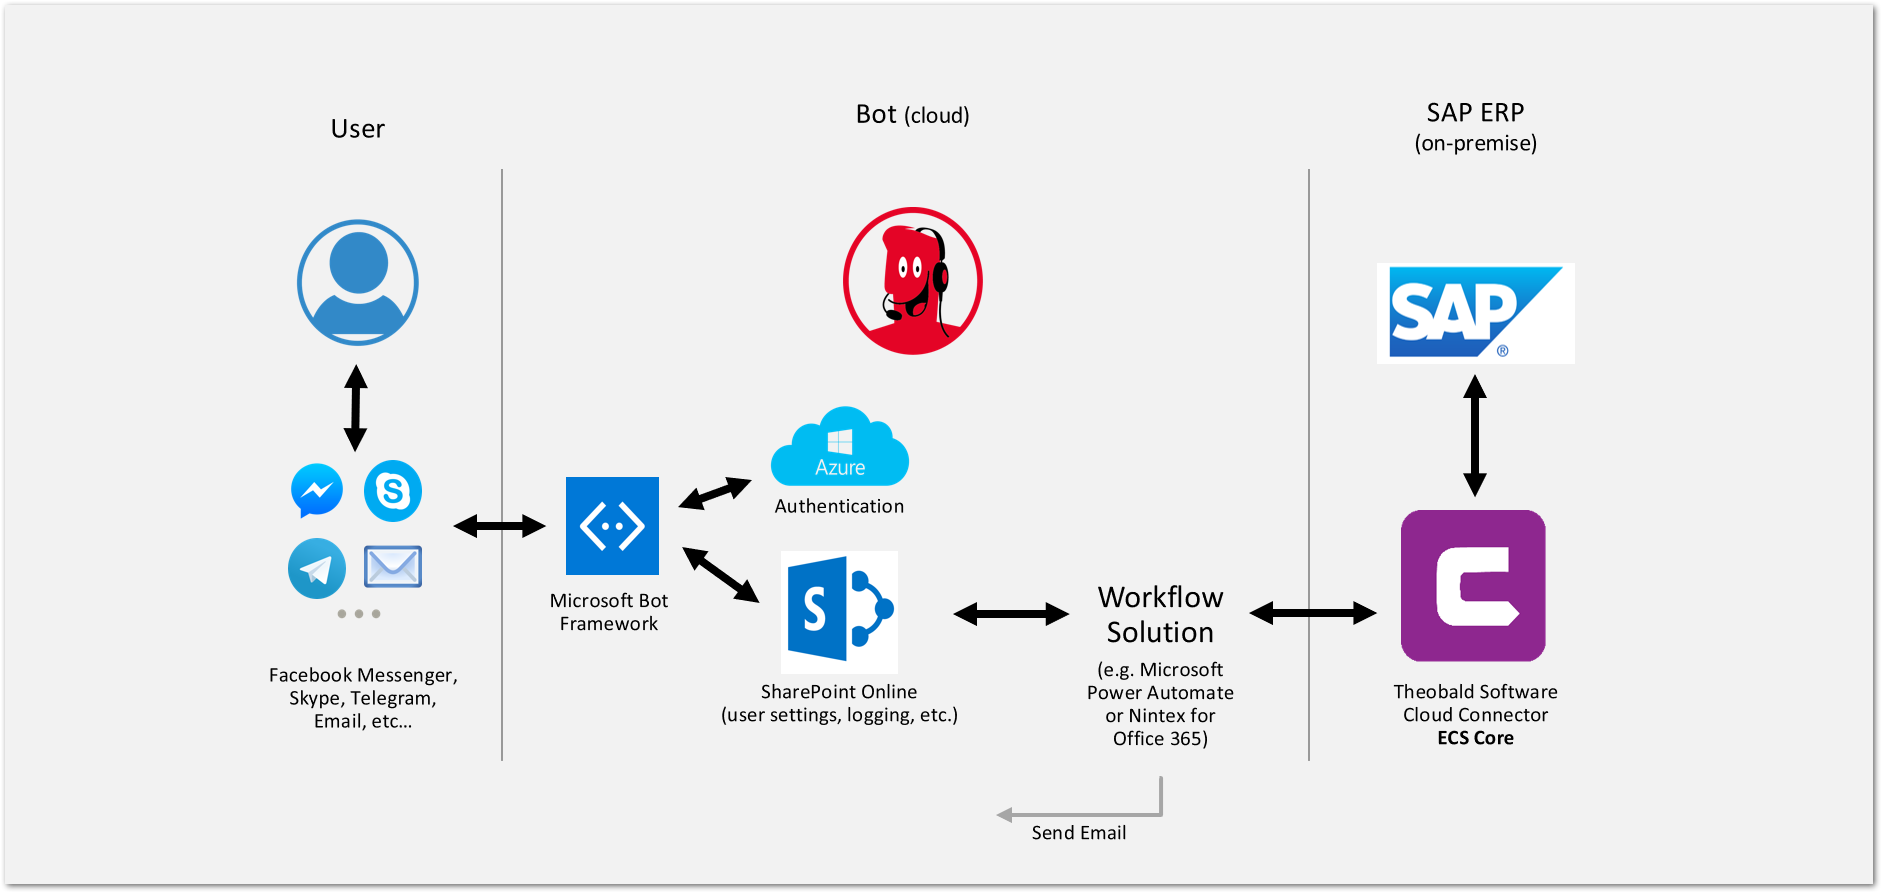 User
Bot (cloud)
SAP ERP
(on-premise)
SAP
®
Azure
Authentication
S
Microsoft Bot
Framework
S
Workflow
Solution
(e.g. Microsoft
Power Automate
or Nintex for
Office 365)
Facebook Messenger,
Skype, Telegram,
Email, etc...
SharePoint Online
(user settings, logging, etc.)
Theobald Software
Cloud Connector
ECS Core
Send Email